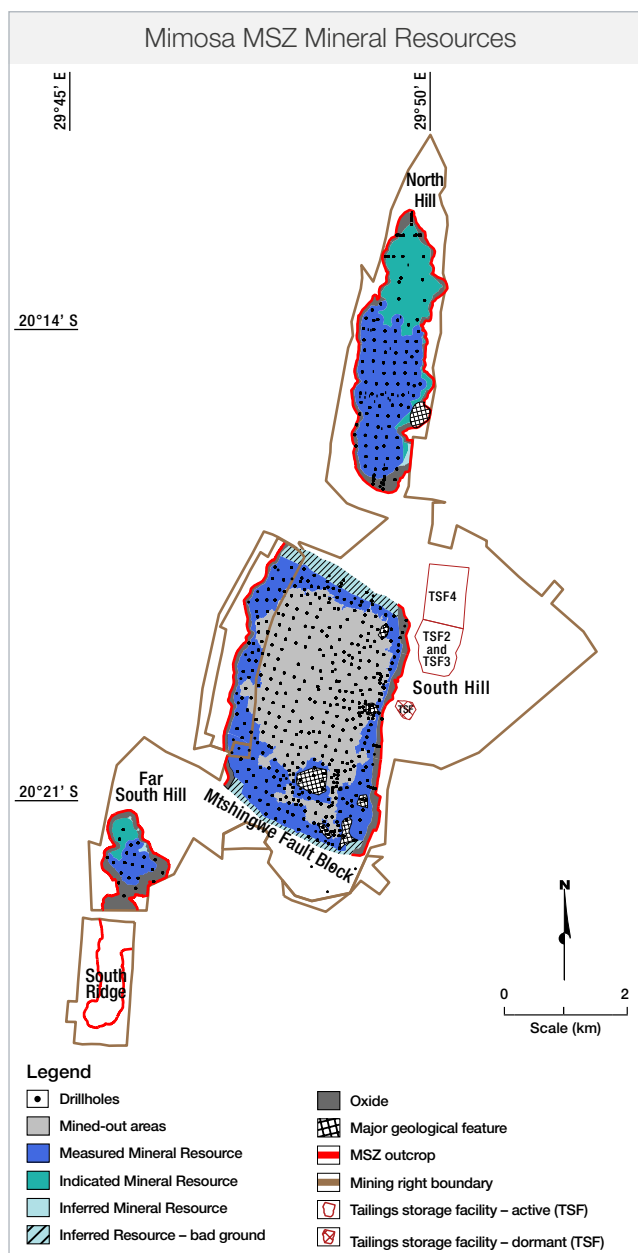 Mimosa MSZ Mineral Resources
29°45' E
29°50' E
North
Hill
20°14' S
TSF4
TSF2
and
TSF3
South Hill
TSF
20°21' S
Far
South Hill
Mtshingwe Fault Block
South
Ridge
N
0 2
Scale (km)
Legend
Drillholes
Mined-out areas
Measured Mineral Resource
Indicated Mineral Resource
Inferred Mineral Resource
Inferred Resource – bad ground
Oxide
Major geological feature
MSZ outcrop
Mining right boundary
Tailings storage facility – active (TSF)
Tailings storage facility – dormant (TSF)